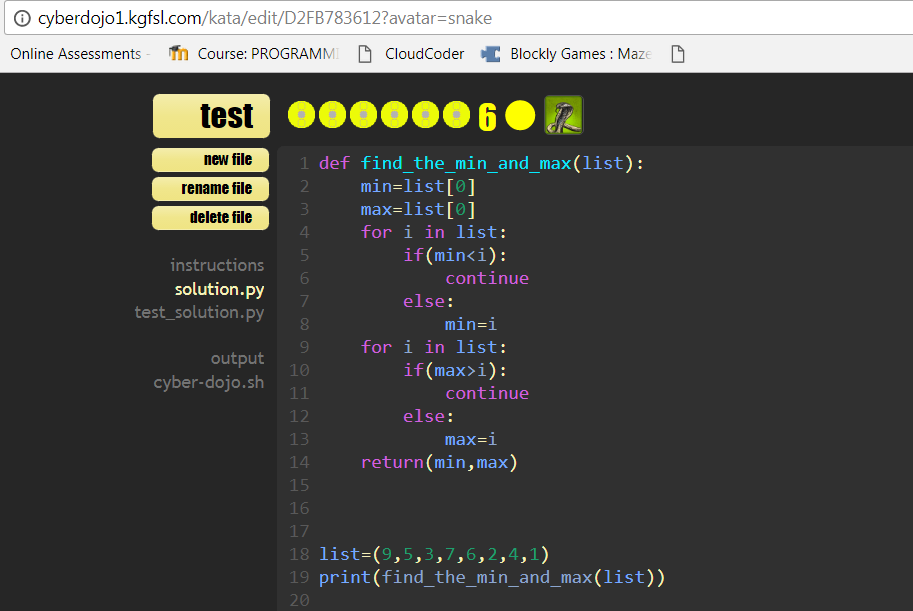 cyberdojo1.kgfsl.com/kata/edit/D2FB783612?avatar=snake
Online Assessments - Course: PROGRAMMI CloudCoder Blockly Games : Maze
test 6
new file
rename file
delete file
instructions
solution.py
test_solution.py
output
cyber-dojo.sh
1 def find_the_min_and_max(list):
2     min=list[0]
3     max=list[0]
4     for i in list:
5         if(min<i):
6             continue
7         else:
8             min=i
9     for i in list:
10         if(max>i):
11             continue
12         else:
13             max=i
14     return(min,max)
15
16
17
18 list=(9,5,3,7,6,2,4,1)
19 print(find_the_min_and_max(list))
20